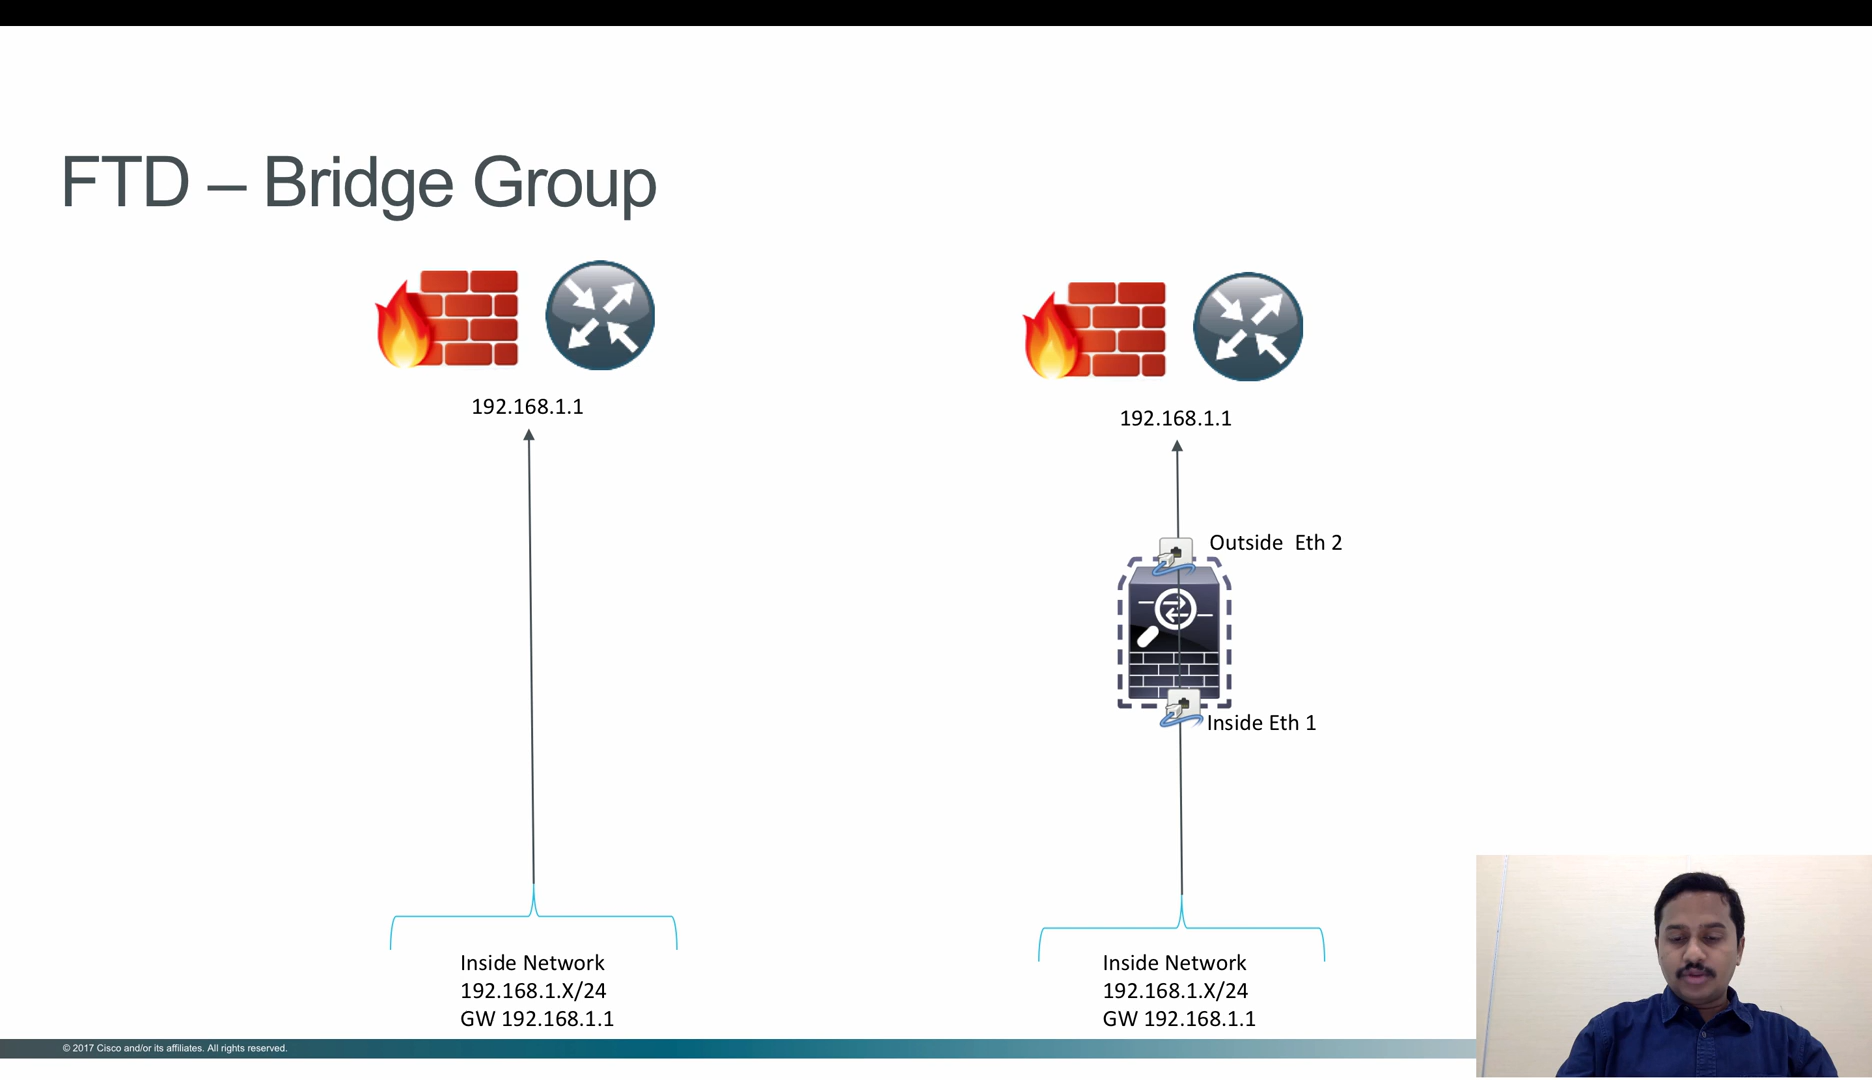 FTD – Bridge Group
192.168.1.1
192.168.1.1
Outside  Eth 2
Inside Eth 1
Inside Network
192.168.1.X/24
GW 192.168.1.1
Inside Network
192.168.1.X/24
GW 192.168.1.1
© 2017 Cisco and/or its affiliates. All rights reserved.